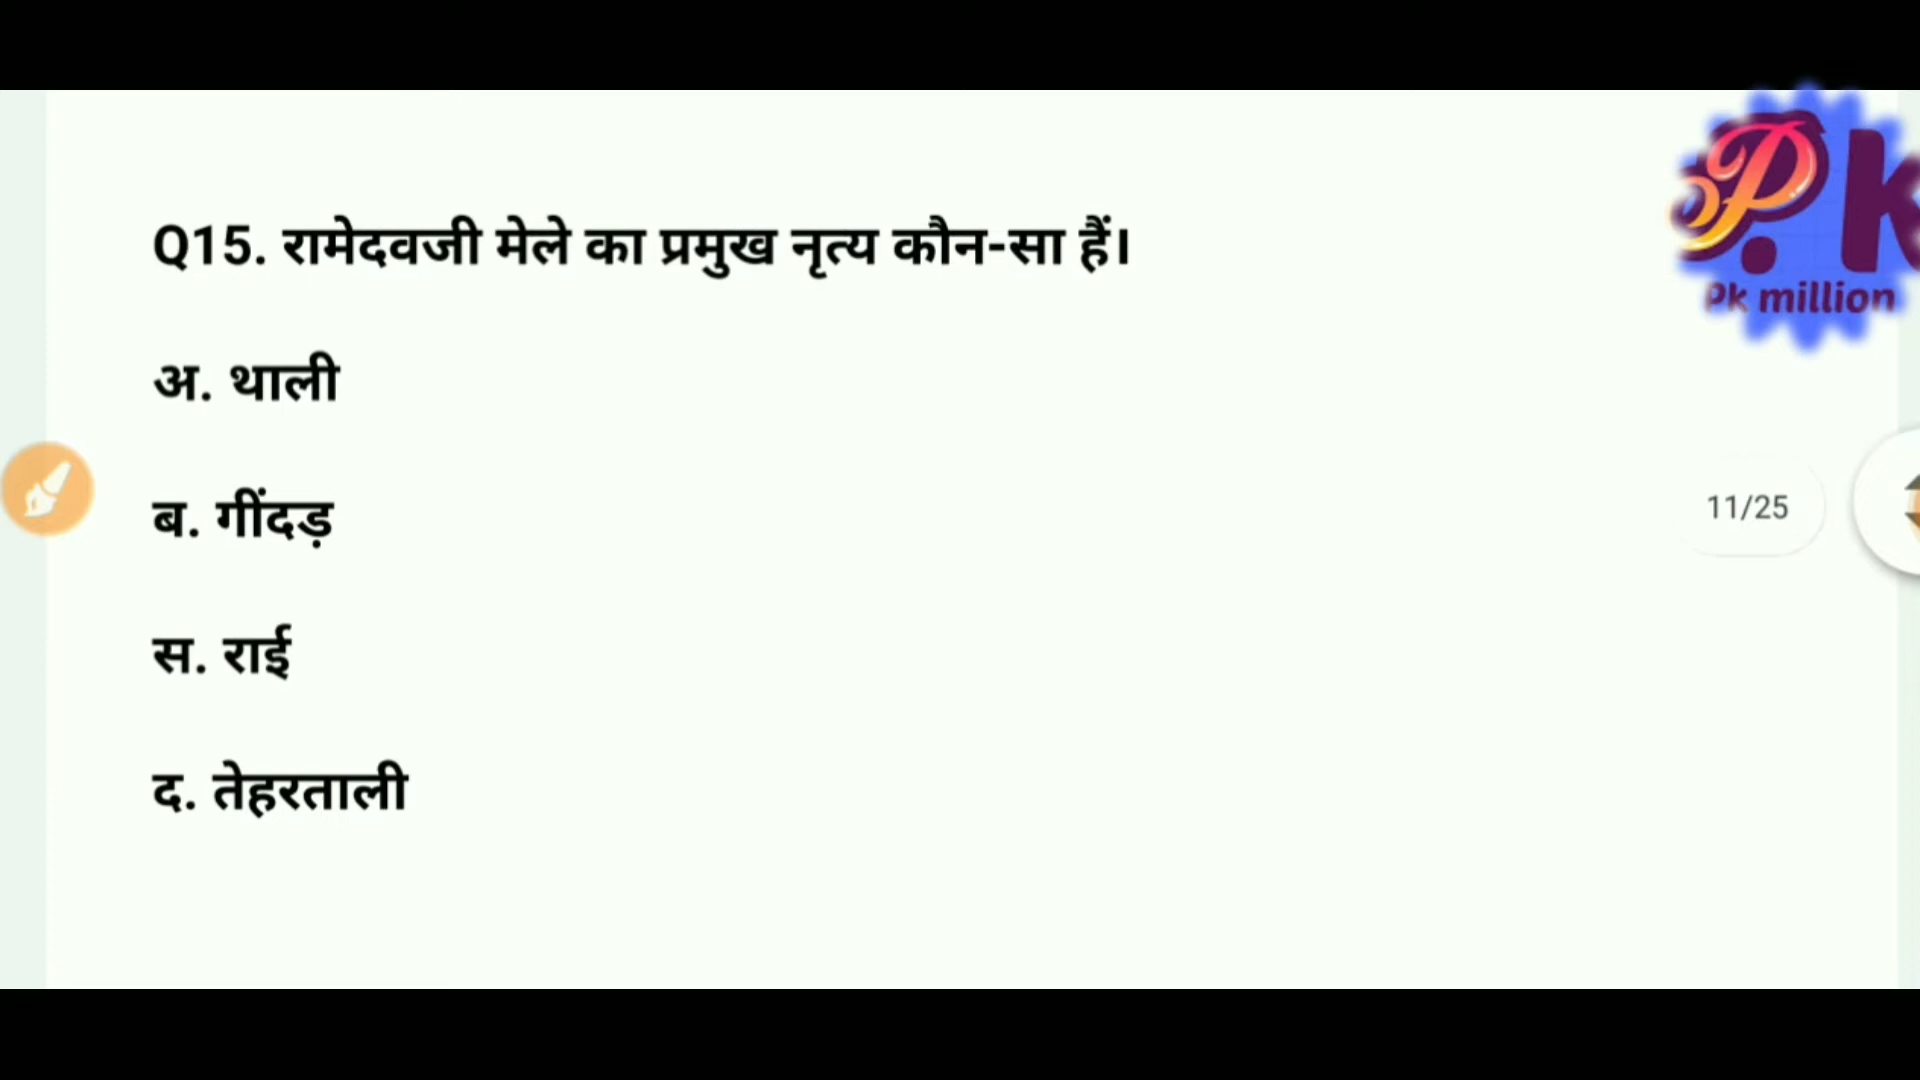 Q15. रामेदवजी मेले का प्रमुख नृत्य कौन-सा हैं।
अ. थाली
ब. गींदड़
स. राई
द. तेहरताली
11/25
P.K
Pk million